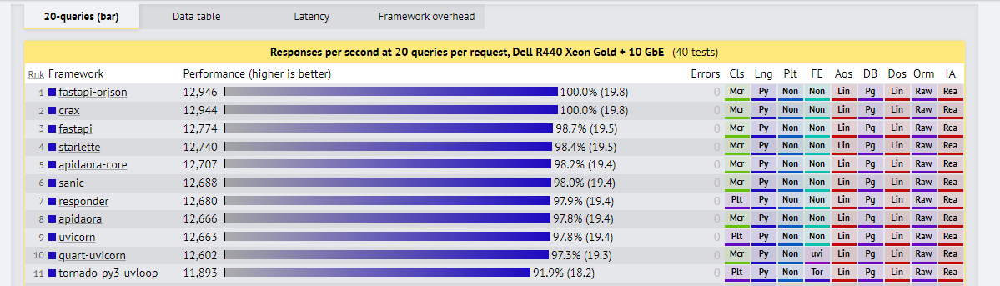 20-queries (bar) Data table Latency Framework overhead
Responses per second at 20 queries per request, Dell R440 Xeon Gold + 10 GbE (40 tests)
Rnk Framework Performance (higher is better) Errors Cls Lng Plt FE Aos DB Dos Orm IA
1 fastapi-orjson 12,946 100.0% (19.8) 0 Mcr Py Non Non Lin Pg Lin Raw Rea
2 crax 12,944 100.0% (19.8) 0 Mcr Py Non Non Lin Pg Lin Raw Rea
3 fastapi 12,774 98.7% (19.5) 0 Mcr Py Non Non Lin Pg Lin Raw Rea
4 starlette 12,740 98.4% (19.5) 0 Mcr Py Non Non Lin Pg Lin Raw Rea
5 apidaora-core 12,707 98.2% (19.4) 0 Mcr Py Non Non Lin Pg Lin Raw Rea
6 sanic 12,688 98.0% (19.4) 0 Mcr Py Non Non Lin Pg Lin Raw Rea
7 responder 12,680 97.9% (19.4) 0 Plt Py Non Non Lin Pg Lin Raw Rea
8 apidaora 12,666 97.8% (19.4) 0 Mcr Py Non Non Lin Pg Lin Raw Rea
9 uvicorn 12,663 97.8% (19.4) 0 Plt Py Non Non Lin Pg Lin Raw Rea
10 quart-uvicorn 12,602 97.3% (19.3) 0 Mcr Py Non uvi Lin Pg Lin Raw Rea
11 tornado-py3-uvloop 11,893 91.9% (18.2) 0 Plt Py Non Tor Lin Pg Lin Raw Rea